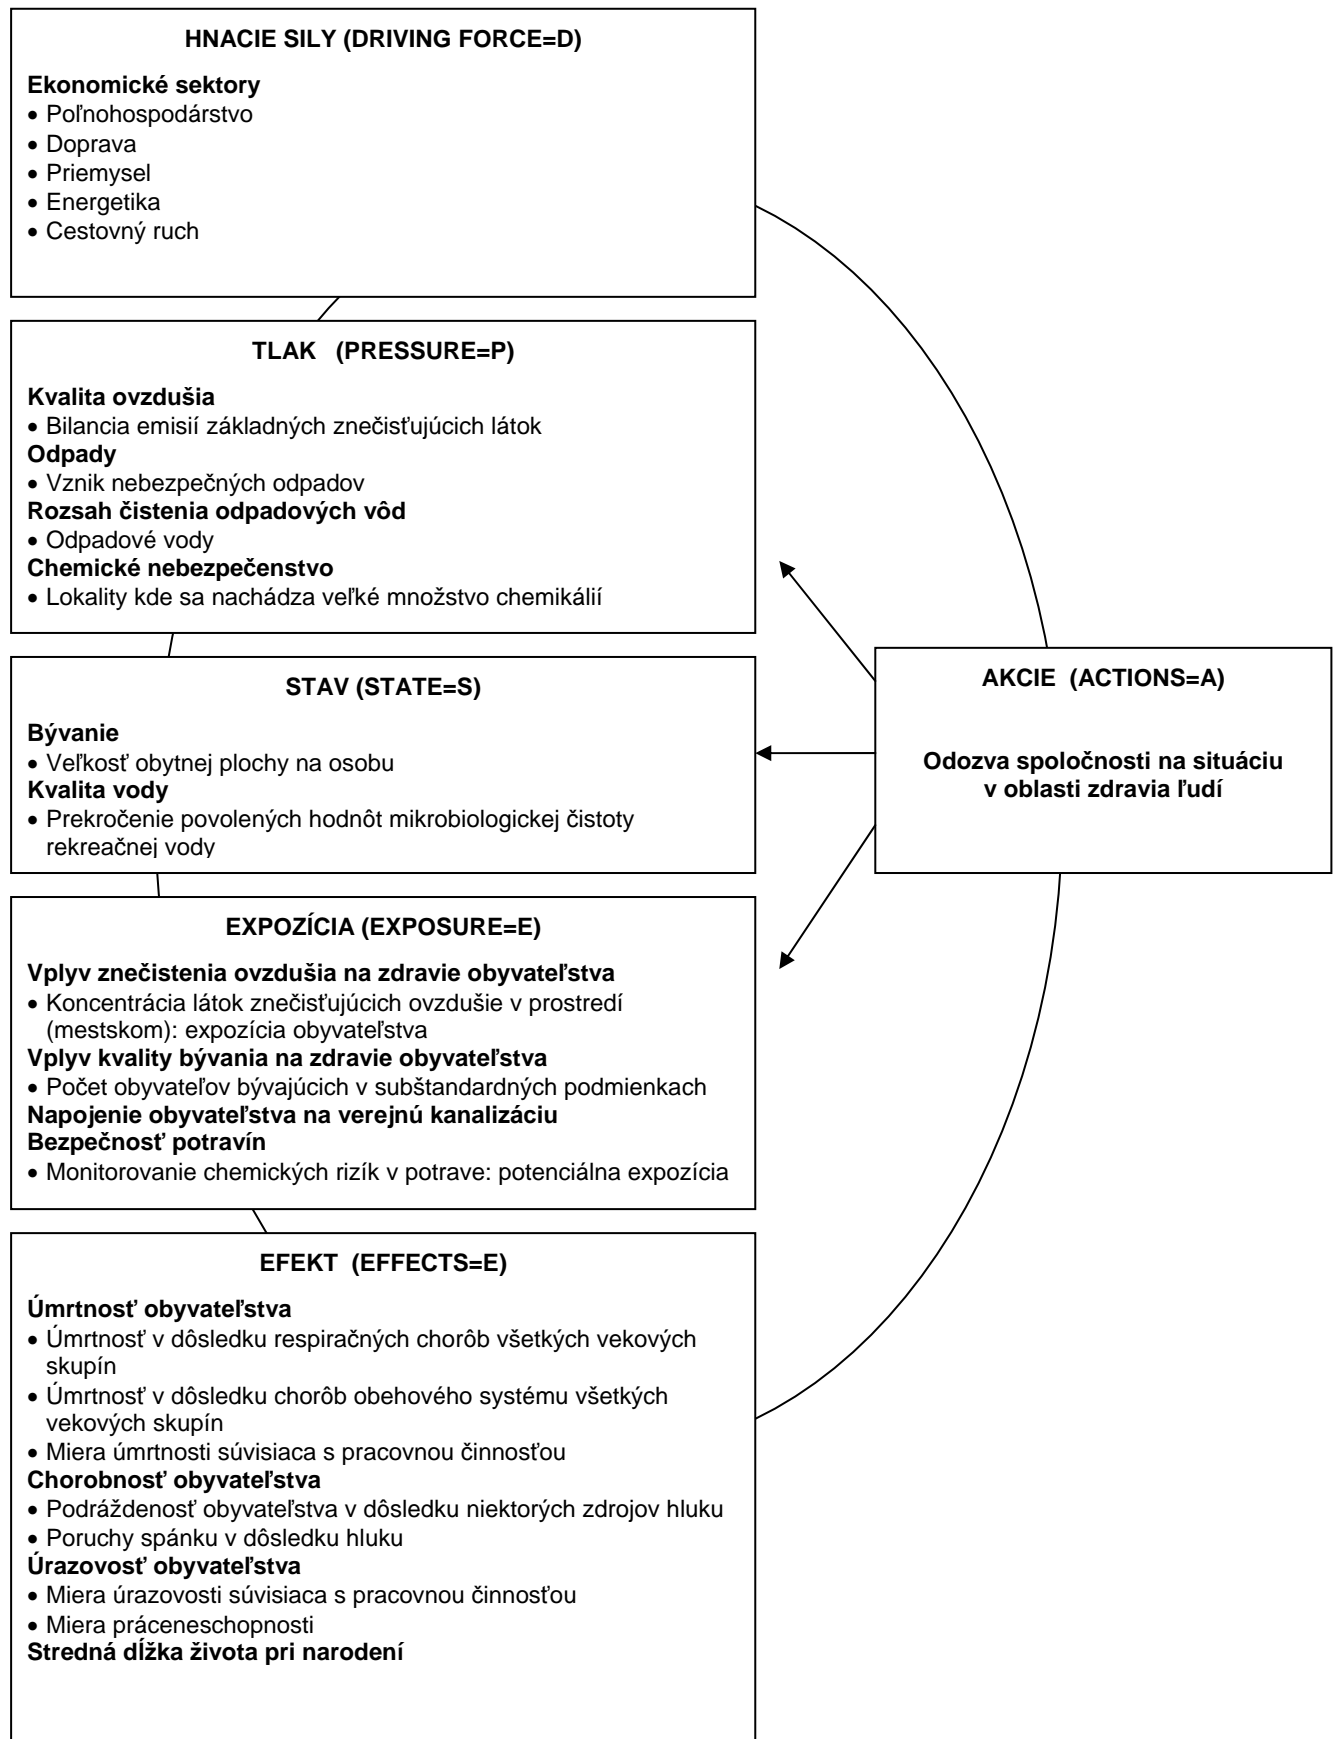 HNACIE SILY (DRIVING FORCE=D)
Ekonomické sektory
• Poľnohospodárstvo
• Doprava
• Priemysel
• Energetika
• Cestovný ruch
TLAK (PRESSURE=P)
Kvalita ovzdušia
• Bilancia emisií základných znečisťujúcich látok
Odpady
• Vznik nebezpečných odpadov
Rozsah čistenia odpadových vôd
• Odpadové vody
Chemické nebezpečenstvo
• Lokality kde sa nachádza veľké množstvo chemikálií
STAV (STATE=S)
Bývanie
• Veľkosť obytnej plochy na osobu
Kvalita vody
• Prekročenie povolených hodnôt mikrobiologickej čistoty
rekreačnej vody
AKCIE (ACTIONS=A)
Odozva spoločnosti na situáciu
v oblasti zdravia ľudí
EXPOZÍCIA (EXPOSURE=E)
Vplyv znečistenia ovzdušia na zdravie obyvateľstva
• Koncentrácia látok znečisťujúcich ovzdušie v prostredí
(mestskom): expozícia obyvateľstva
Vplyv kvality bývania na zdravie obyvateľstva
• Počet obyvateľov bývajúcich v subštandardných podmienkach
Napojenie obyvateľstva na verejnú kanalizáciu
Bezpečnosť potravín
• Monitorovanie chemických rizík v potrave: potenciálna expozícia
EFEKT (EFFECTS=E)
Úmrtnosť obyvateľstva
• Úmrtnosť v dôsledku respiračných chorôb všetkých vekových
skupín
• Úmrtnosť v dôsledku chorôb obehového systému všetkých
vekových skupín
• Miera úmrtnosti súvisiaca s pracovnou činnosťou
Chorobnosť obyvateľstva
• Podráždenosť obyvateľstva v dôsledku niektorých zdrojov hluku
• Poruchy spánku v dôsledku hluku
Úrazovosť obyvateľstva
• Miera úrazovosti súvisiaca s pracovnou činnosťou
• Miera práceneschopnosti
Stredná dĺžka života pri narodení